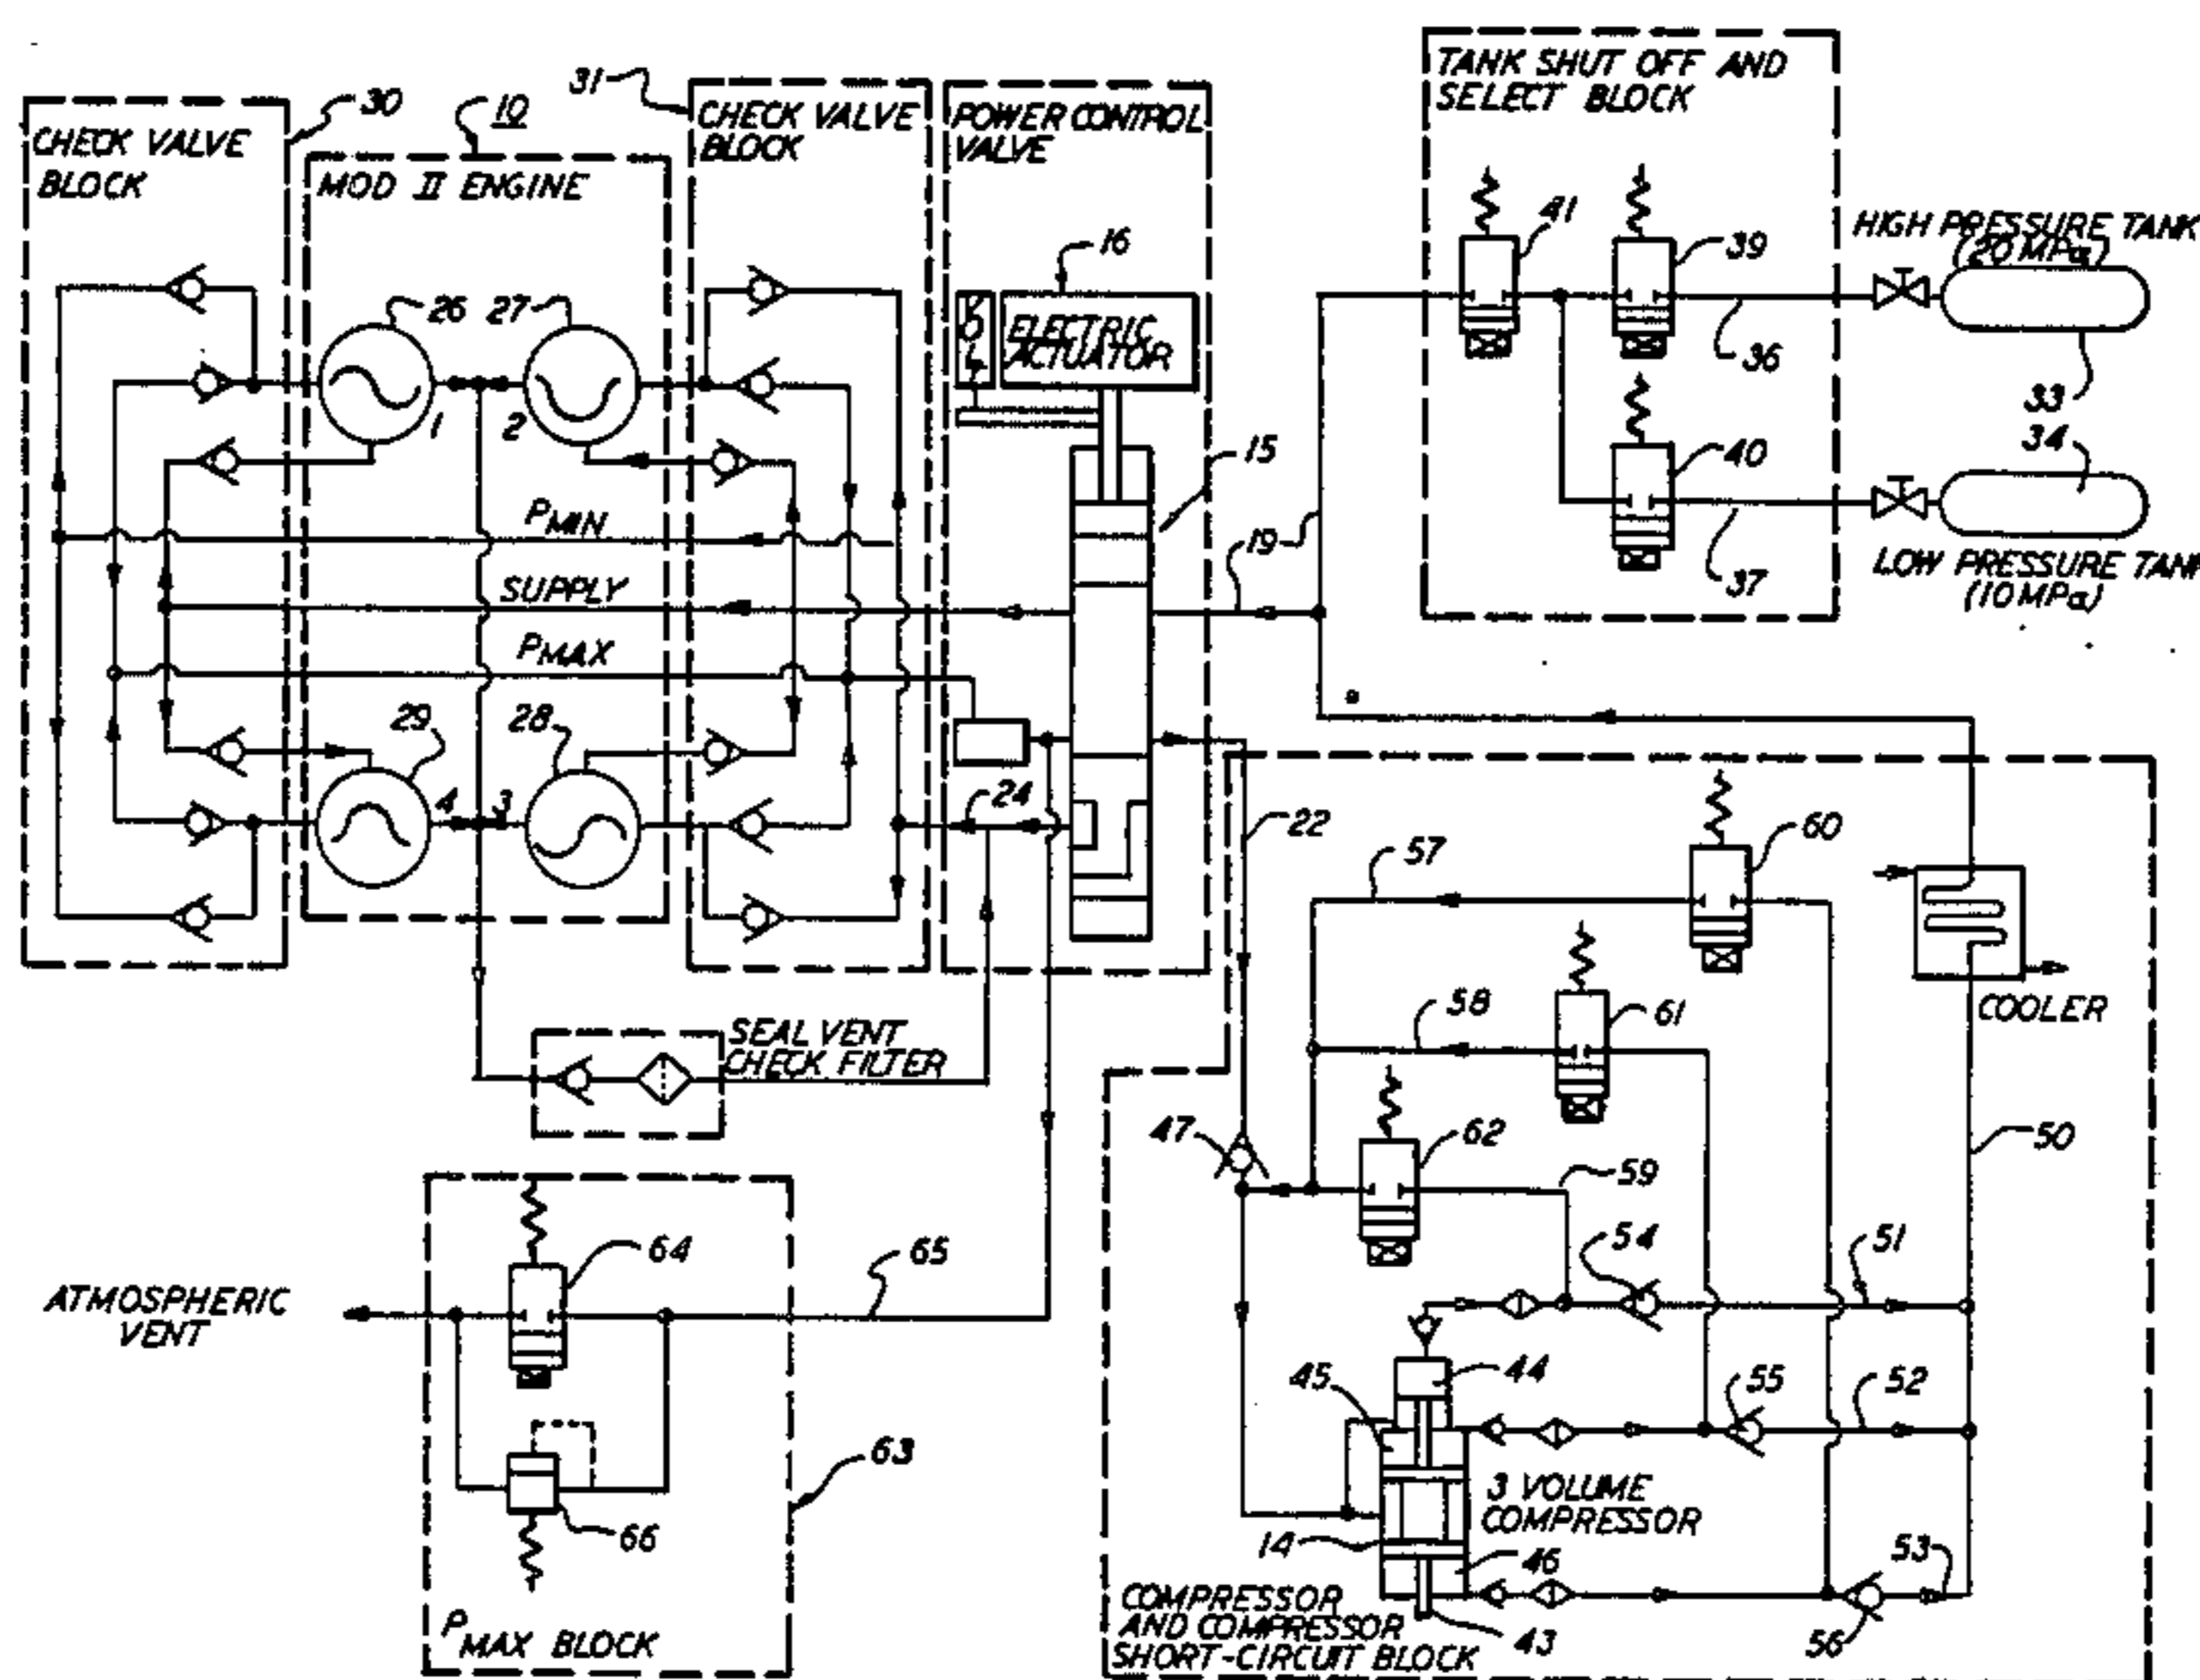 30
10
31
CHECK VALVE
BLOCK
MOD II ENGINE
CHECK VALVE
BLOCK
POWER CONTROL
VALVE
TANK SHUT OFF AND
SELECT BLOCK
26
27
1
2
16
ELECTRIC
ACTUATOR
15
41
39
HIGH PRESSURE TANK
(20 MPa)
36
33
40
34
37
LOW PRESSURE TANK
(10 MPa)
19
PMIN
SUPPLY
PMAX
29
28
4
3
24
22
57
60
COOLER
58
61
50
SEAL VENT
CHECK FILTER
47
62
59
54
51
64
65
ATMOSPHERIC
VENT
45
44
55
52
63
3 VOLUME
COMPRESSOR
66
14
46
53
PMAX BLOCK
COMPRESSOR
AND COMPRESSOR
SHORT-CIRCUIT BLOCK
43
56